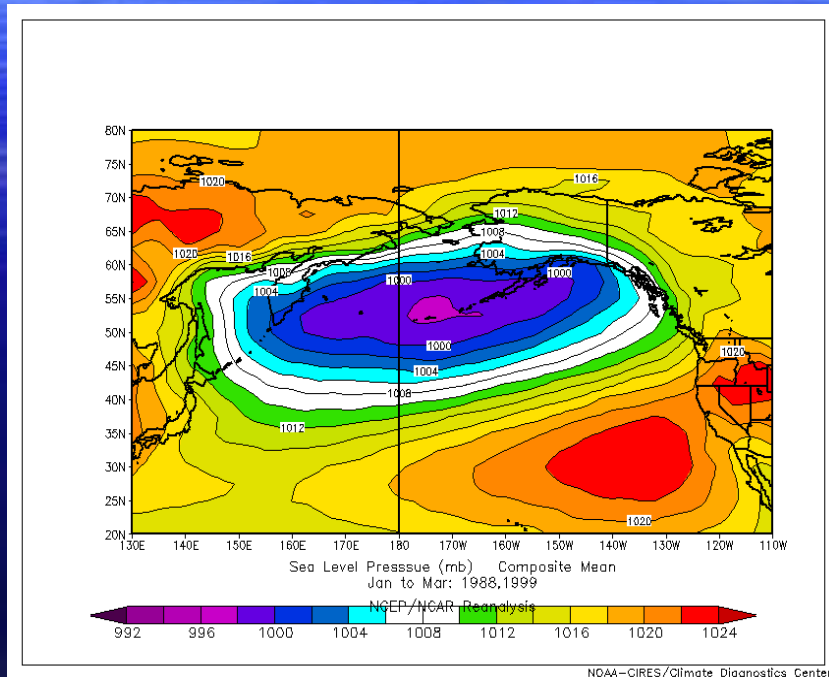 80N
75N
1016
1020
70N
1012
65N
1008
1020
1016
1004
60N
1008
1000
1000
1004
55N
50N
1000
1020
45N
1004
1008
40N
1012
35N
30N
25N
1020
20N
130E 140E 150E 160E 170E 180 170W 160W 150W 140W 130W 120W 110W
Sea Level Presssue (mb) Composite Mean
Jan to Mar: 1988,1999
NCEP/NCAR Reanalysis
992 996 1000 1004 1008 1012 1016 1020 1024
NOAA-CIRES/Climate Diagnostics Center